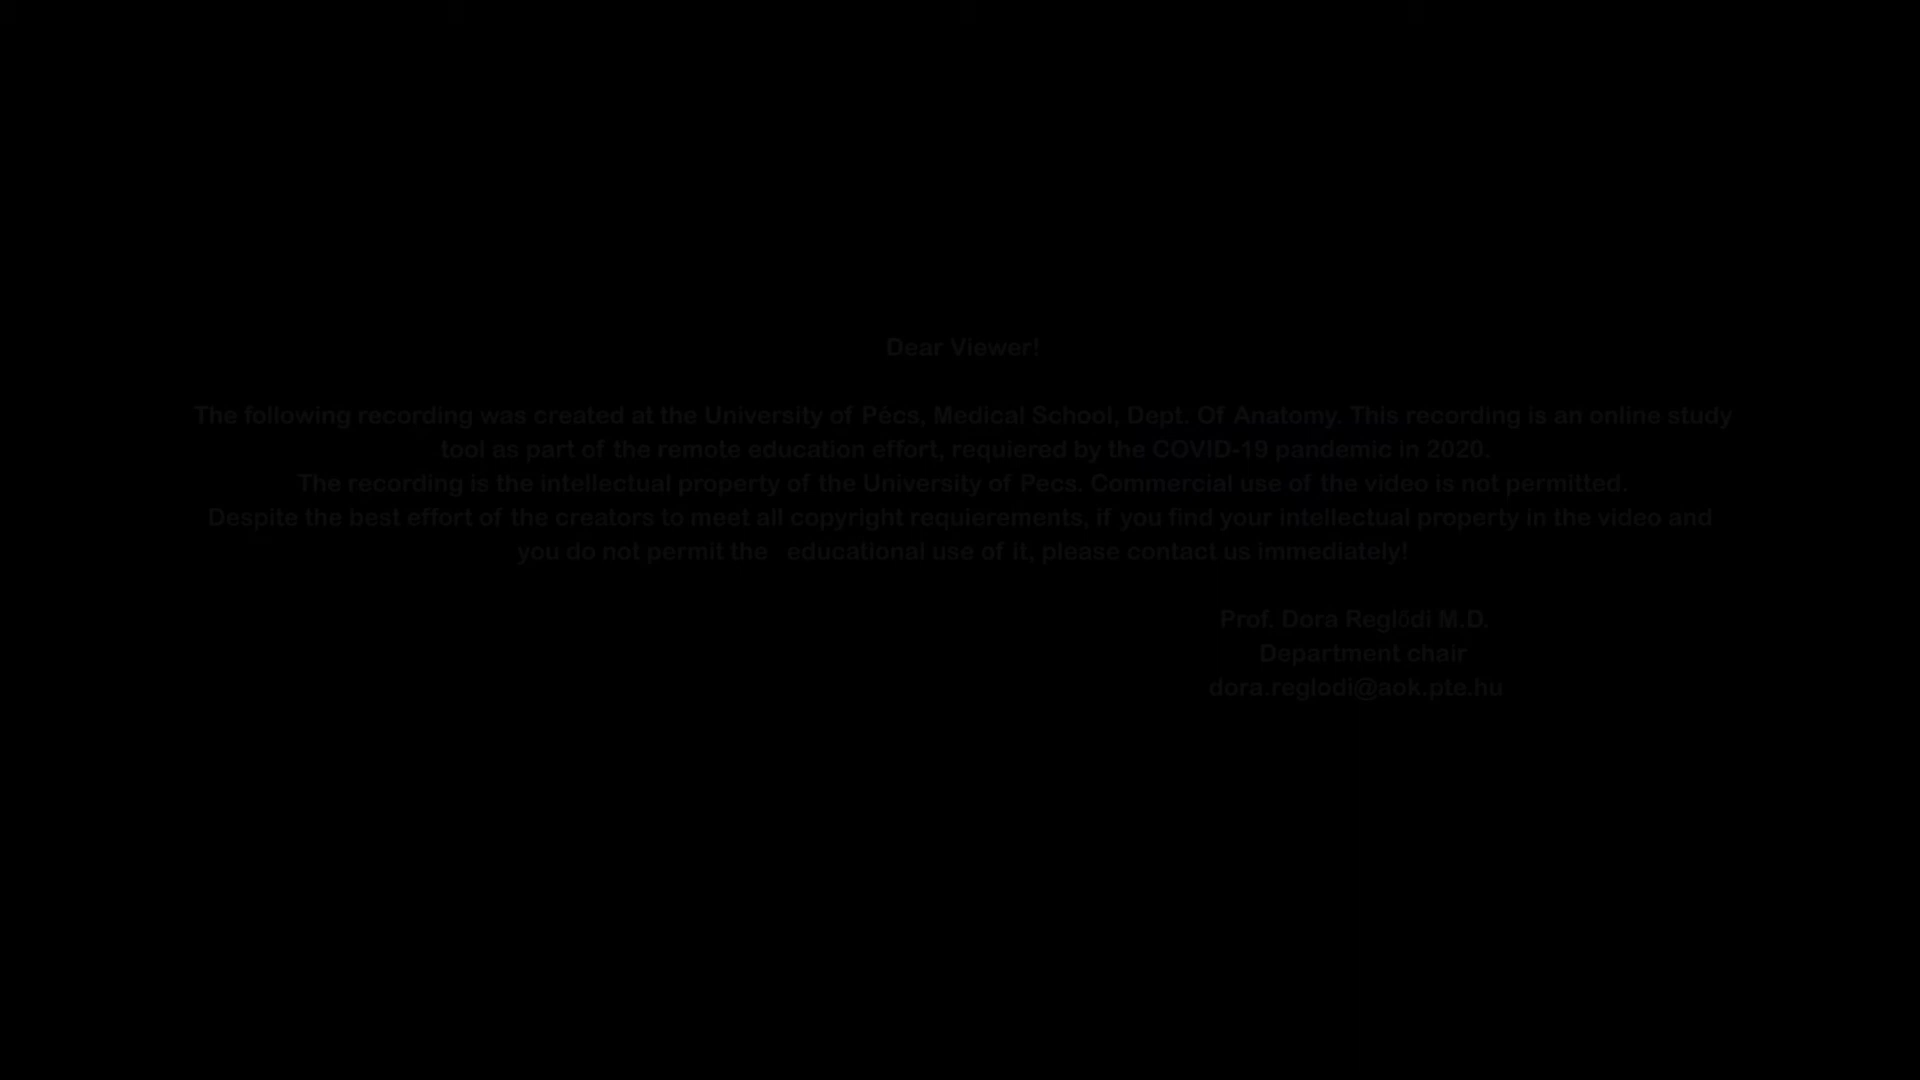 Dear Viewer!
The following recording was created at the University of Pécs, Medical School, Dept. Of Anatomy. This recording is an online study
tool as part of the remote education effort, requiered by the COVID-19 pandemic in 2020.
The recording is the intellectual property of the University of Pecs. Commercial use of the video is not permitted.
Despite the best effort of the creators to meet all copyright requierements, if you find your intellectual property in the video and
you do not permit the educational use of it, please contact us immediately!
Prof. Dora Reglődi M.D.
Department chair
dora.reglodi@aok.pte.hu